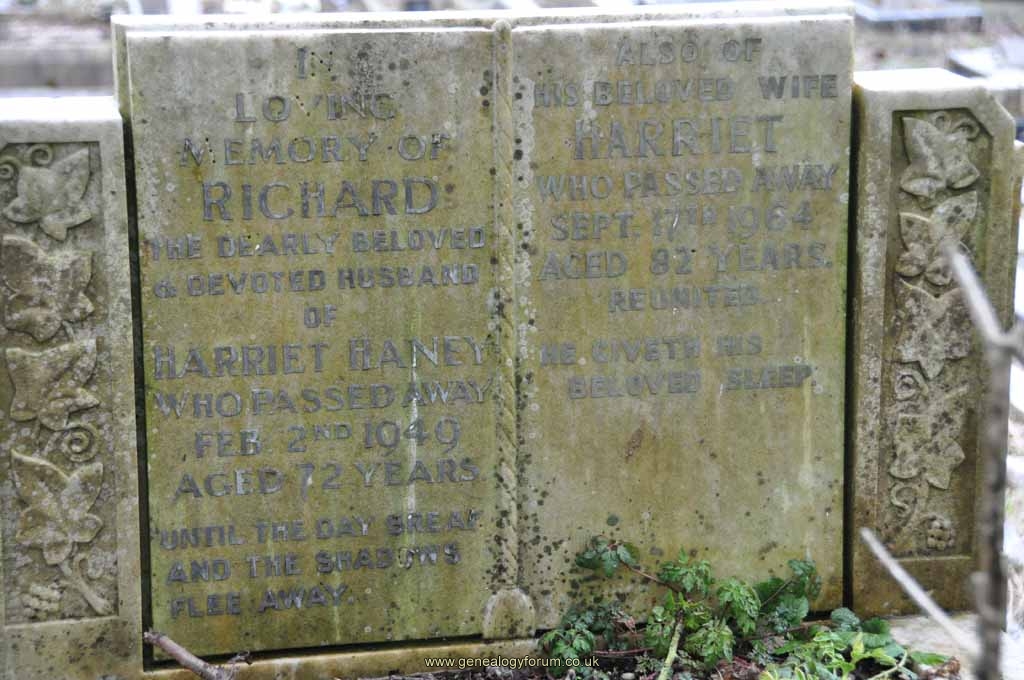 IN
LOVING
MEMORY OF
RICHARD
THE DEARLY BELOVED
& DEVOTED HUSBAND
OF
HARRIET HANEY
WHO PASSED AWAY
FEB. 2ND 1949
AGED 72 YEARS.
UNTIL THE DAY BREAK
AND THE SHADOWS
FLEE AWAY.
ALSO OF
HIS BELOVED WIFE
HARRIET
WHO PASSED AWAY
SEPT. 17TH 1964
AGED 82 YEARS.
REUNITED.
HE GIVETH HIS
BELOVED SLEEP
www.genealogyforum.co.uk